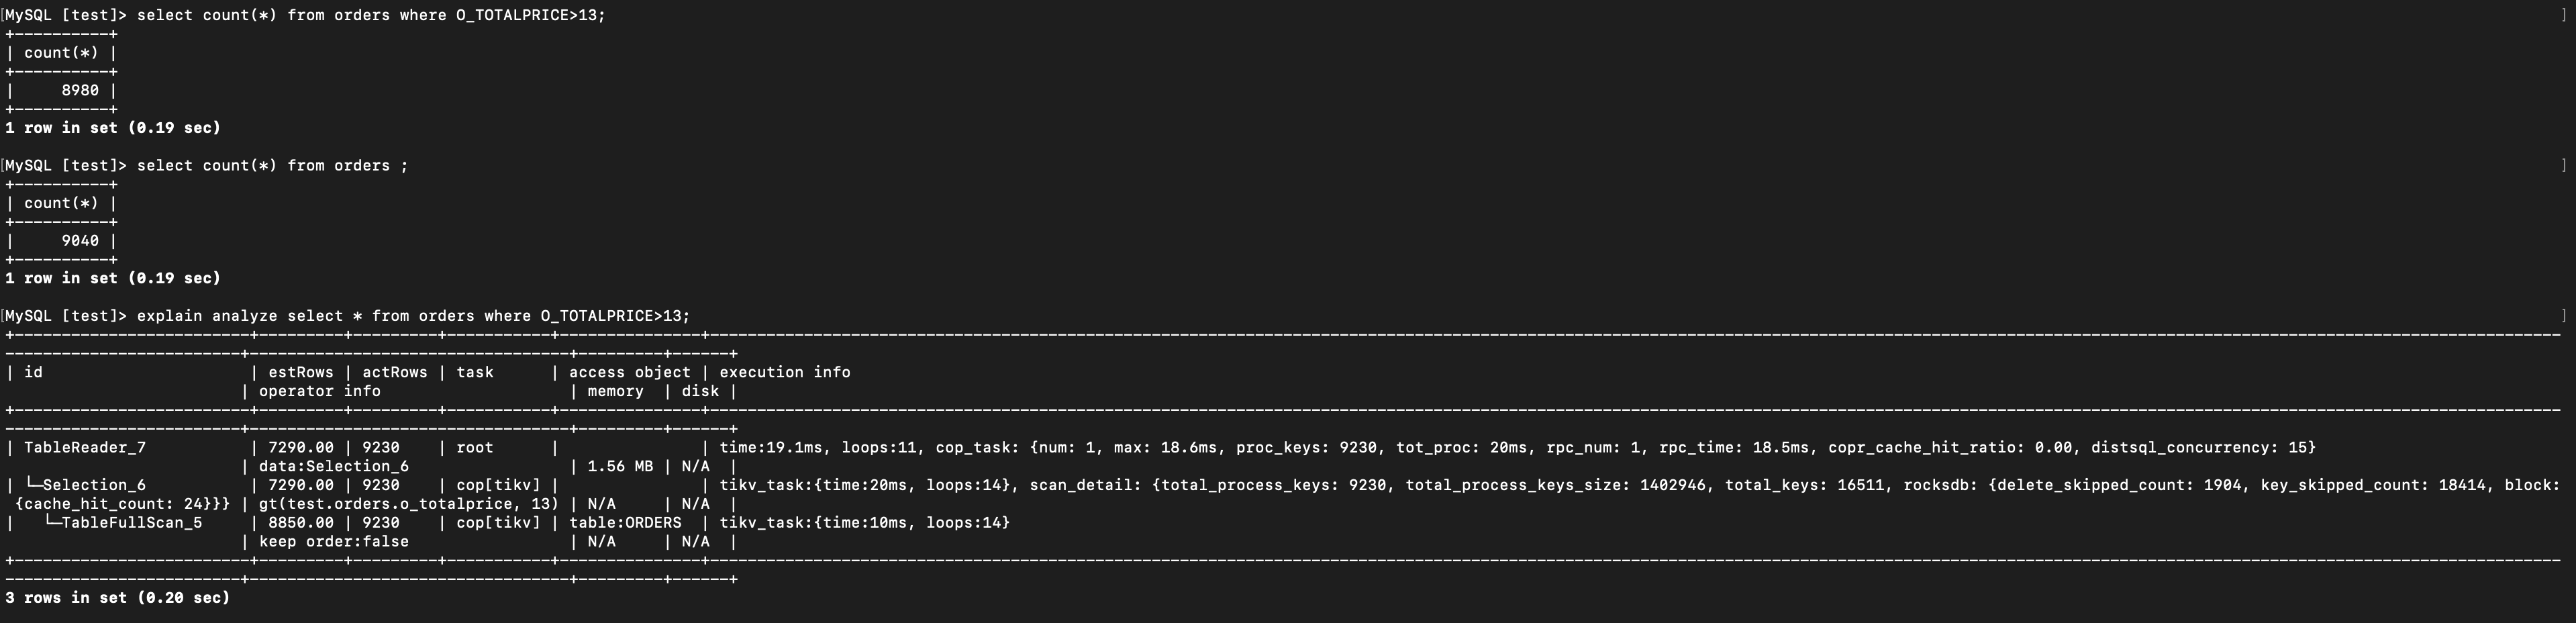 [MySQL [test]> select count(*) from orders where O_TOTALPRICE>13; ]
+----------+
| count(*) |
+----------+
|     8980 |
+----------+
1 row in set (0.19 sec)
[MySQL [test]> select count(*) from orders ; ]
+----------+
| count(*) |
+----------+
|     9040 |
+----------+
1 row in set (0.19 sec)
[MySQL [test]> explain analyze select * from orders where O_TOTALPRICE>13; ]
| id | estRows | actRows | task | access object | execution info
| operator info | memory | disk |
| TableReader_7 | 7290.00 | 9230 | root | | time:19.1ms, loops:11, cop_task: {num: 1, max: 18.6ms, proc_keys: 9230, tot_proc: 20ms, rpc_num: 1, rpc_time: 18.5ms, copr_cache_hit_ratio: 0.00, distsql_concurrency: 15}
| data:Selection_6 | 1.56 MB | N/A |
| └─Selection_6 | 7290.00 | 9230 | cop[tikv] | | tikv_task:{time:20ms, loops:14}, scan_detail: {total_process_keys: 9230, total_process_keys_size: 1402946, total_keys: 16511, rocksdb: {delete_skipped_count: 1904, key_skipped_count: 18414, block:
{cache_hit_count: 24}}} | gt(test.orders.o_totalprice, 13) | N/A | N/A |
|   └─TableFullScan_5 | 8850.00 | 9230 | cop[tikv] | table:ORDERS | tikv_task:{time:10ms, loops:14}
| keep order:false | N/A | N/A |
3 rows in set (0.20 sec)